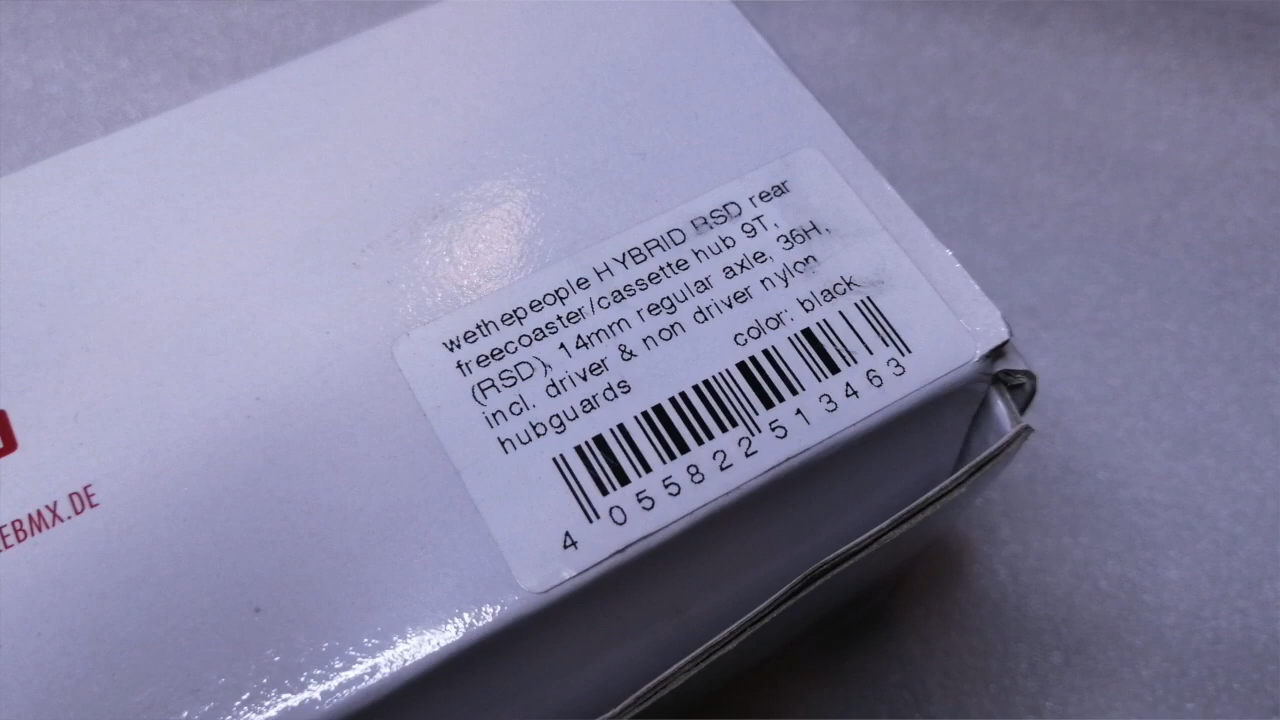 wethepeople HYBRID RSD rear
freecoaster/cassette hub 9T,
(RSD), 14mm regular axle, 36H,
incl. driver & non driver nylon
hubguards
color: black
4 055822 513463
EBMX.DE